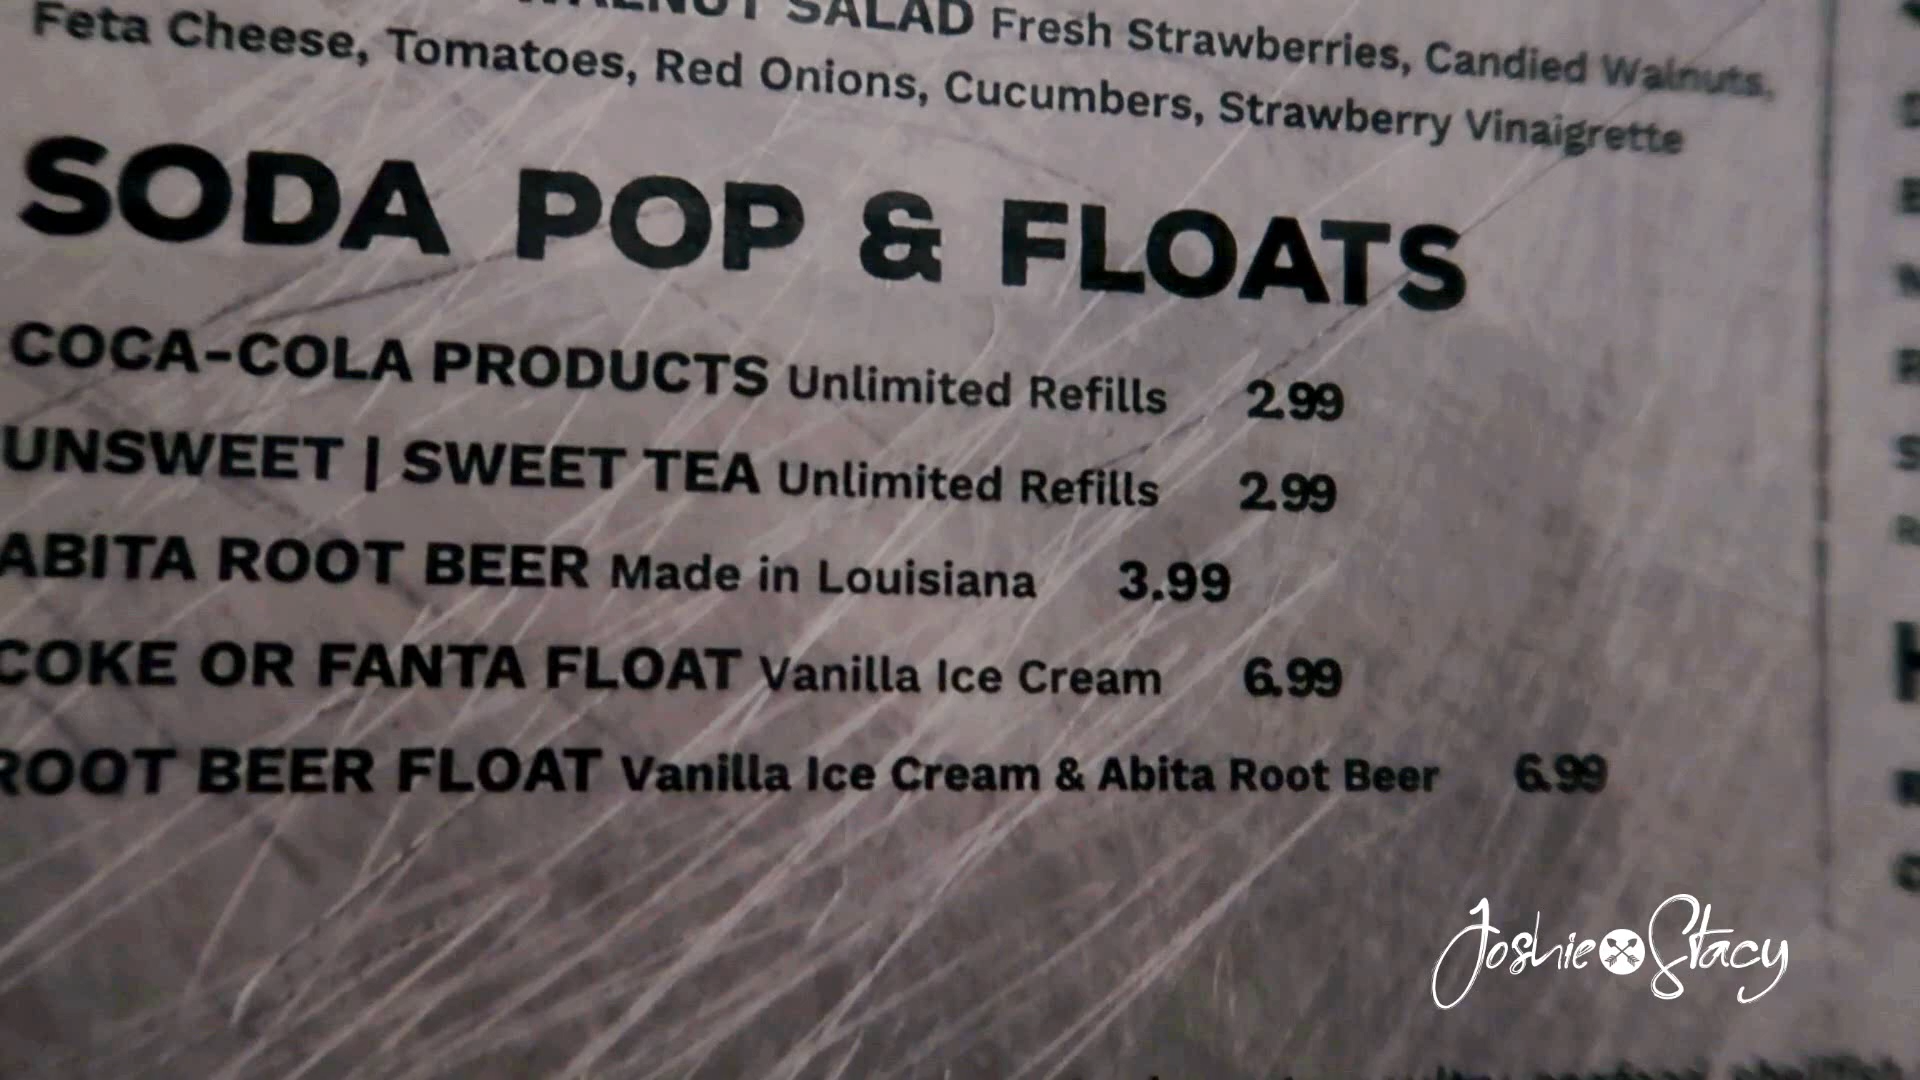 WALNUT SALAD Fresh Strawberries, Candied Walnuts,
Feta Cheese, Tomatoes, Red Onions, Cucumbers, Strawberry Vinaigrette
SODA POP & FLOATS
COCA-COLA PRODUCTS Unlimited Refills 2.99
UNSWEET | SWEET TEA Unlimited Refills 2.99
ABITA ROOT BEER Made in Louisiana 3.99
COKE OR FANTA FLOAT Vanilla Ice Cream 6.99
ROOT BEER FLOAT Vanilla Ice Cream & Abita Root Beer 6.99
Joshie Stacy